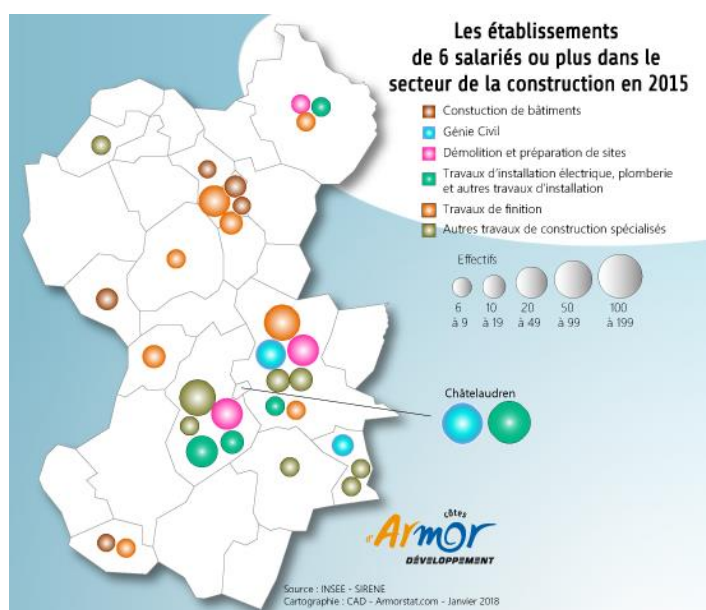 Les établissements
de 6 salariés ou plus dans le
secteur de la construction en 2015
Constuction de bâtiments
Génie Civil
Démolition et préparation de sites
Travaux d'installation électrique, plomberie
et autres travaux d'installation
Travaux de finition
Autres travaux de construction spécialisés
Effectifs
6 10 20 50 100
à 9 à 19 à 49 à 99 à 199
Châtelaudren
côtes
d'Armor
DÉVELOPPEMENT
Source : INSEE - SIRENE
Cartographie : CAD - Armorstat.com - Janvier 2018